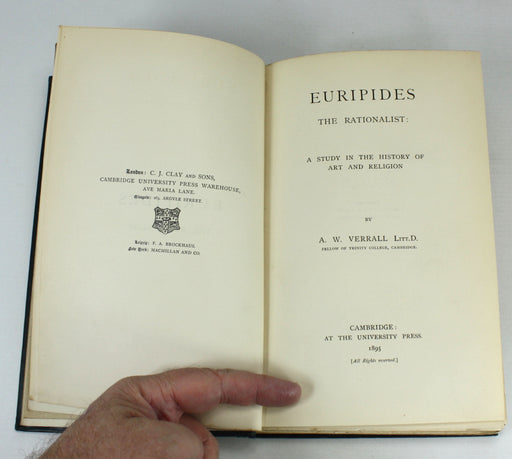 London: C. J. CLAY AND SONS,
CAMBRIDGE UNIVERSITY PRESS WAREHOUSE,
AVE MARIA LANE.
Glasgow: 263, ARGYLE STREET.
Leipzig: F. A. BROCKHAUS.
New York: MACMILLAN AND CO.
EURIPIDES
THE RATIONALIST:
A STUDY IN THE HISTORY OF
ART AND RELIGION
BY
A. W. VERRALL LITT.D.
FELLOW OF TRINITY COLLEGE, CAMBRIDGE.
CAMBRIDGE:
AT THE UNIVERSITY PRESS.
1895
[All Rights reserved.]